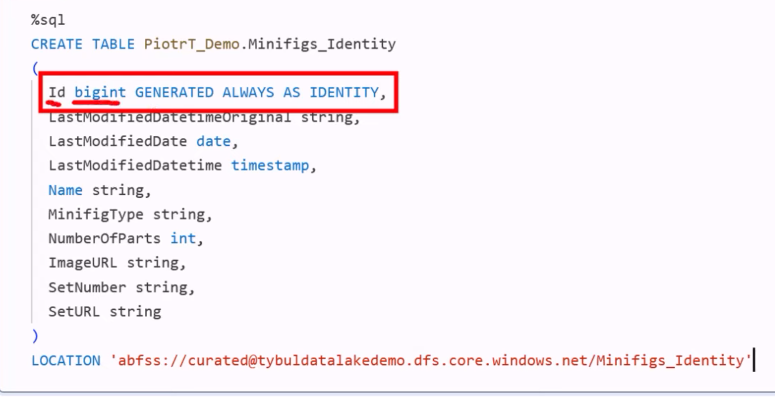 %sql
CREATE TABLE PiotrT_Demo.Minifigs_Identity
(
Id bigint GENERATED ALWAYS AS IDENTITY,
LastModifiedDatetimeOriginal string,
LastModifiedDate date,
LastModifiedDatetime timestamp,
Name string,
MinifigType string,
NumberOfParts int,
ImageURL string,
SetNumber string,
SetURL string
)
LOCATION 'abfss://curated@tybuldatalakedemo.dfs.core.windows.net/Minifigs_Identity'